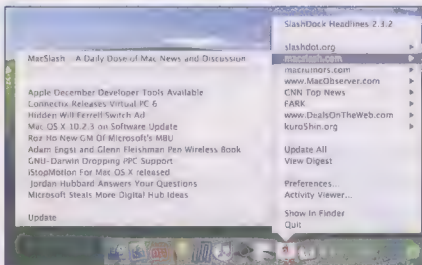 MacSlash A Daily Dose of Mac News and Discussion
Apple December Developer Tools Available
Connectix Releases Virtual PC 6
Hidden Will Ferrell Switch Ad
Mac OS X 10.2.3 on Software Update
Roz Ho New GM Of Microsoft's MBU
Adam Engst and Glenn Fleishman Pen Wireless Book
GNU-Darwin Dropping PPC Support
iStopMotion For Mac OS X released
Jordan Hubbard Answers Your Questions
Microsoft Steals More Digital Hub Ideas
Update
SlashDock Headlines 2.3.2
slashdot.org
macslash.com
macrumors.com
www.MacObserver.com
CNN Top News
FARK
www.DealsOnTheWeb.com
kuro5hin.org
Update All
View Digest
Preferences...
Activity Viewer...
Show In Finder
Quit